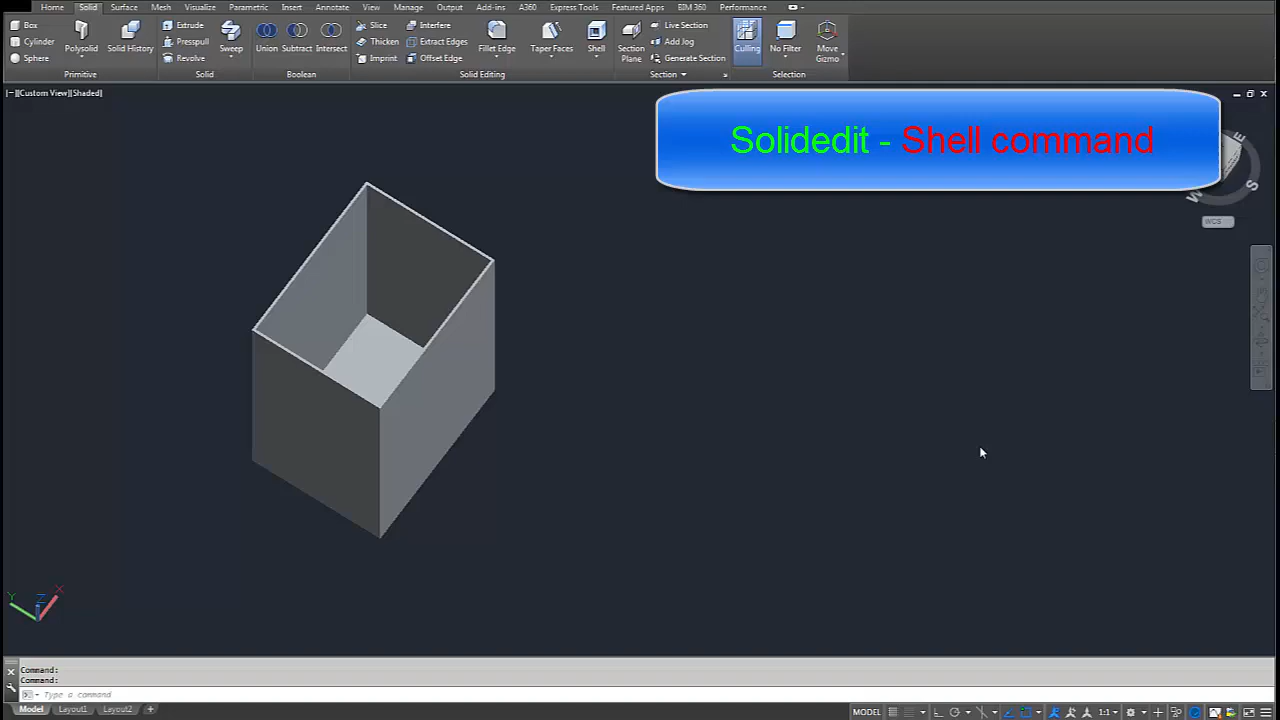 Home Solid Surface Mesh Visualize Parametric Insert Annotate View Manage Output Add-ins A360 Express Tools Featured Apps BIM 360 Performance
Box
Cylinder
Sphere
Polysolid
Solid History
Primitive
Extrude
Presspull
Revolve
Sweep
Solid
Union
Subtract
Intersect
Boolean
Slice
Thicken
Imprint
Interfere
Extract Edges
Offset Edge
Fillet Edge
Taper Faces
Shell
Solid Editing
Section
Plane
Live Section
Add Jog
Generate Section
Section
Culling
No Filter
Move
Gizmo
Selection
[−][Custom View][Shaded]
Solidedit - Shell command
E
S
W
WCS
Y
Z
X
Command:
Command:
Type a command
Model Layout1 Layout2 +
MODEL
1:1